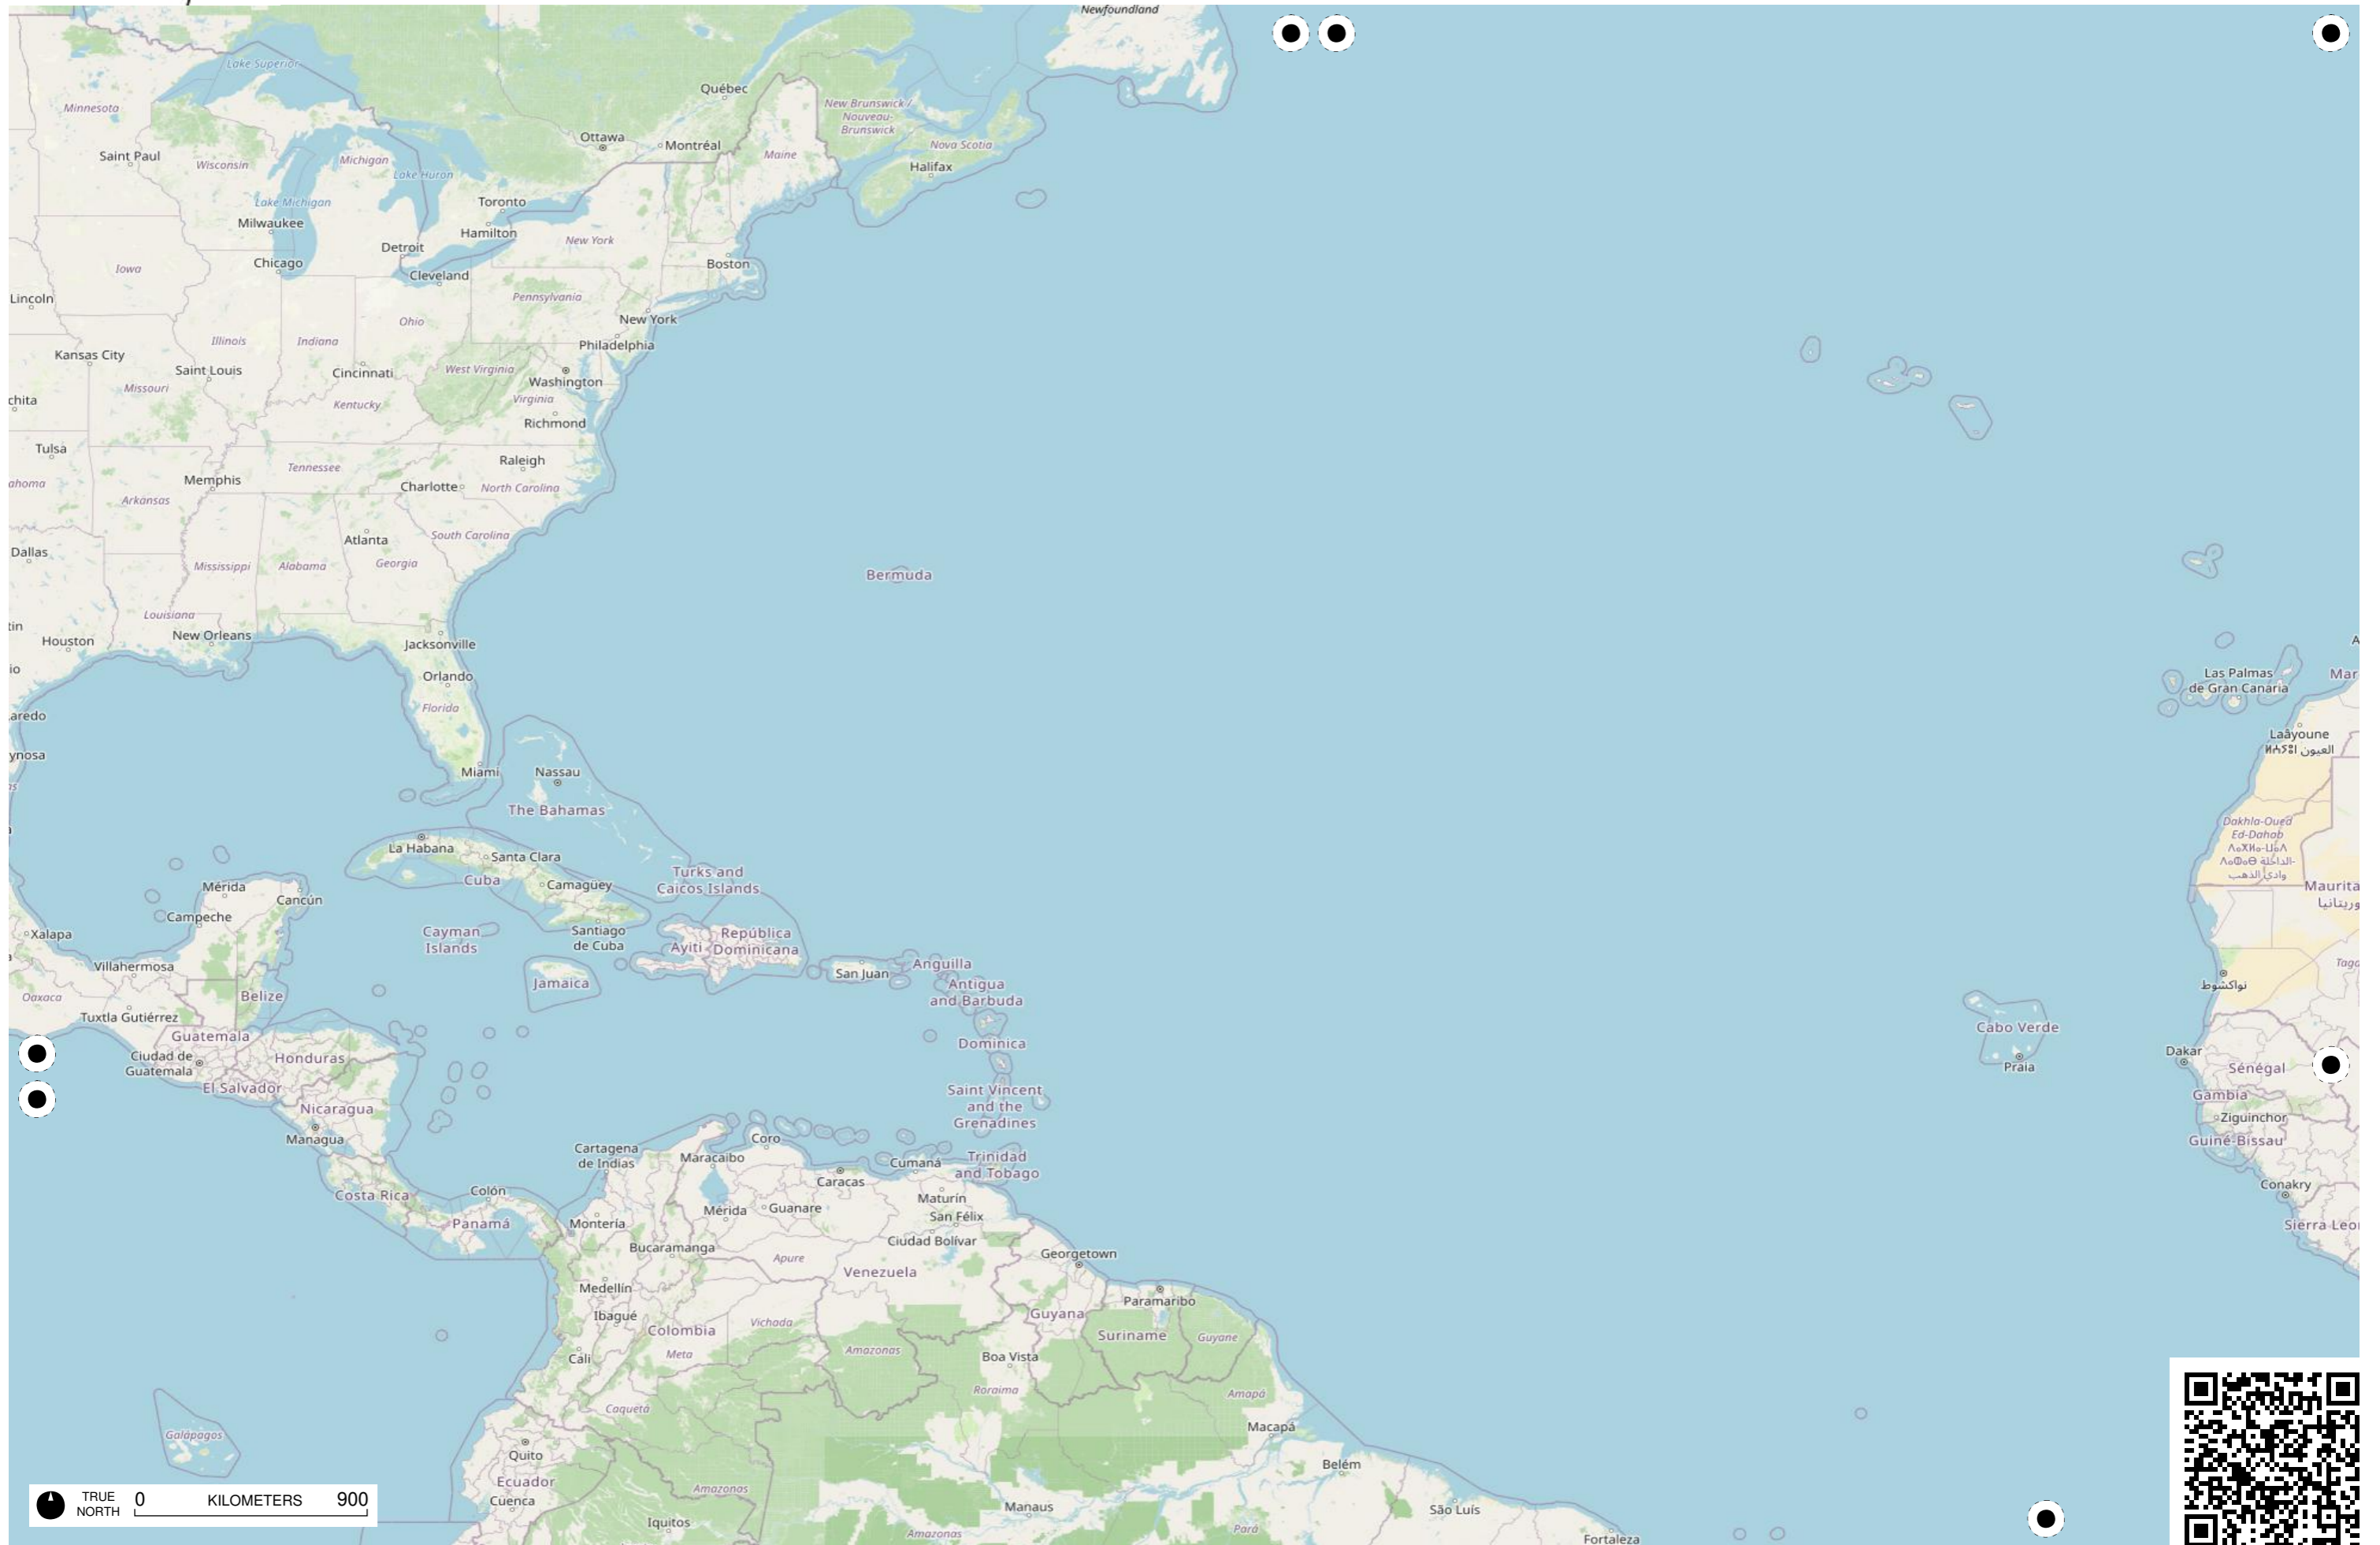 Newfoundland
Lake Superior
Québec
Minnesota
New Brunswick /
Nouveau-
Brunswick
Ottawa
Montréal
Nova Scotia
Saint Paul
Wisconsin
Michigan
Maine
Halifax
Lake Huron
Lake Michigan
Toronto
Milwaukee
Hamilton
New York
Detroit
Chicago
Boston
Iowa
Cleveland
Lincoln
Pennsylvania
Ohio
New York
Illinois
Indiana
Philadelphia
Kansas City
Saint Louis
Cincinnati
West Virginia
Washington
Missouri
chita
Kentucky
Virginia
Richmond
Tulsa
Raleigh
Tennessee
ahoma
Memphis
Charlotte
North Carolina
Arkansas
South Carolina
Atlanta
Dallas
Mississippi
Alabama
Georgia
Bermuda
Louisiana
tin
Houston
New Orleans
Jacksonville
A
io
Orlando
Las Palmas
de Gran Canaria
Mar
Florida
aredo
Laâyoune
ⵍⵄⵢⵓⵏ العيون
ynosa
Miami
Nassau
as
The Bahamas
Dakhla-Oued
Ed-Dahab
الداخلة-
وادي الذهب
La Habana
Santa Clara
Cuba
Camagüey
Turks and
Caicos Islands
Mérida
Cancún
Maurita
وريتانيا
Campeche
Xalapa
Cayman
Islands
Santiago
de Cuba
Ayiti
República
Dominicana
Villahermosa
San Juan
Anguilla
Taga
Jamaica
Antigua
and Barbuda
نواكشوط
Oaxaca
Belize
Tuxtla Gutiérrez
Guatemala
Cabo Verde
Ciudad de
Guatemala
Honduras
Dominica
Dakar
Praia
Sénégal
El Salvador
Saint Vincent
and the
Grenadines
Gambia
Nicaragua
Ziguinchor
Managua
Coro
Guiné-Bissau
Cartagena
de Indias
Maracaibo
Cumaná
Trinidad
and Tobago
Caracas
Conakry
Costa Rica
Colón
Maturín
Mérida
Guanare
San Félix
Panamá
Montería
Sierra Leo
Ciudad Bolívar
Bucaramanga
Georgetown
Apure
Venezuela
Medellín
Paramaribo
Ibagué
Guyana
Colombia
Vichada
Suriname
Guyane
Cali
Meta
Amazonas
Boa Vista
Roraima
Amapá
Caquetá
Macapá
Galápagos
Quito
Belém
Ecuador
Amazonas
Cuenca
Manaus
São Luís
Iquitos
Amazonas
Pará
Fortaleza
TRUE
NORTH
0 KILOMETERS 900